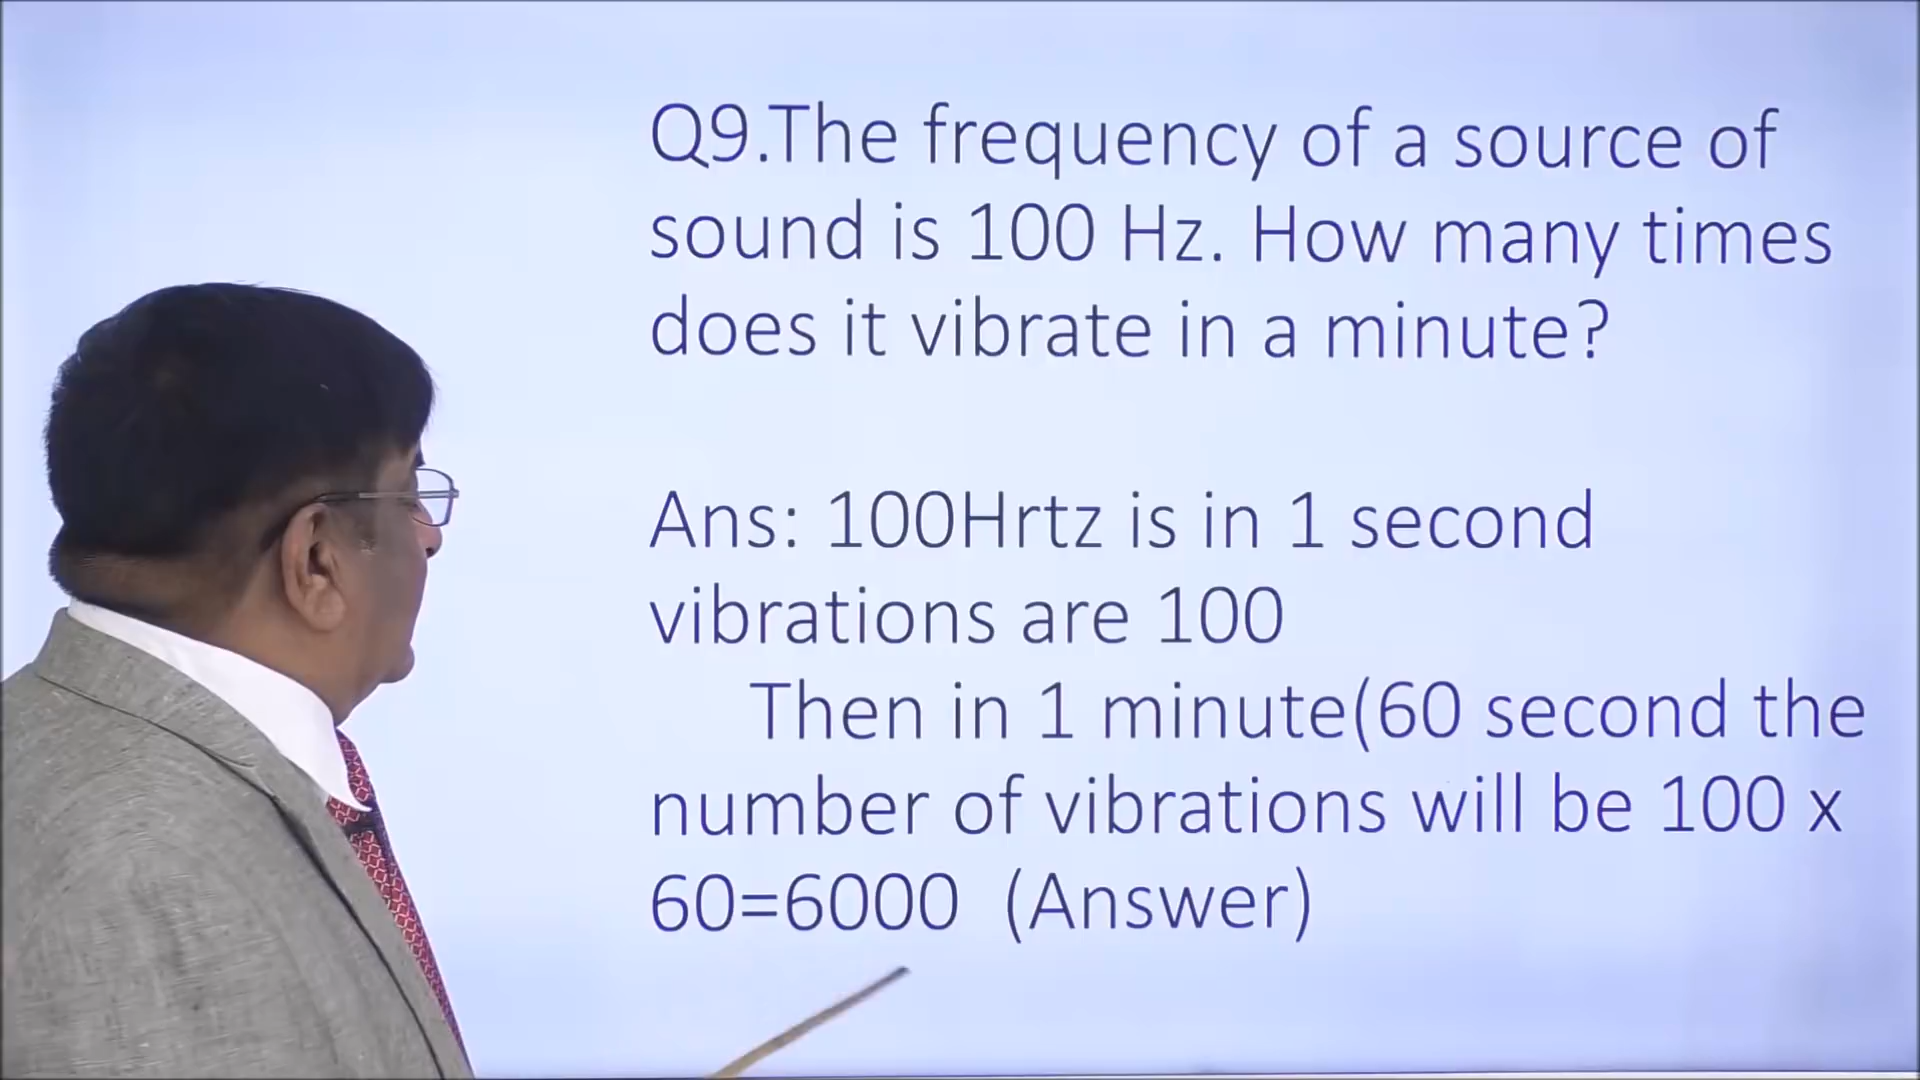 Q9.The frequency of a source of
sound is 100 Hz. How many times
does it vibrate in a minute?
Ans: 100Hrtz is in 1 second
vibrations are 100
Then in 1 minute(60 second the
number of vibrations will be 100 x
60=6000 (Answer)